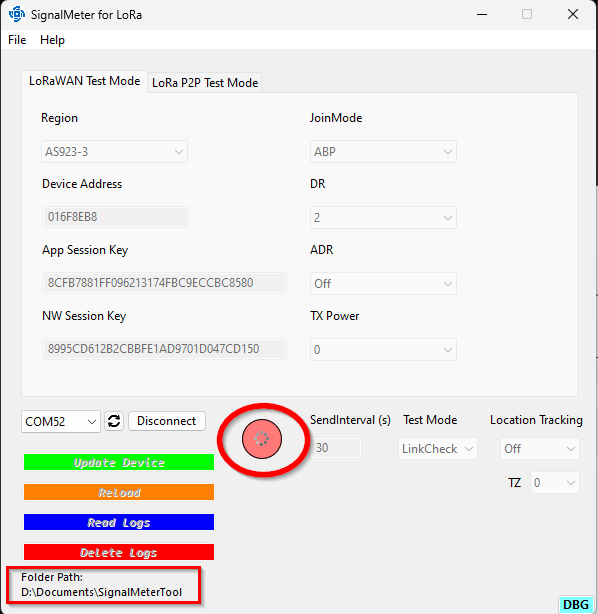 SignalMeter for LoRa
File Help
LoRaWAN Test Mode LoRa P2P Test Mode
Region JoinMode
AS923-3 ABP
Device Address DR
016F8EB8 2
App Session Key ADR
8CFB7881FF096213174FBC9ECCBC8580 Off
NW Session Key TX Power
8995CD612B2CBBFE1AD9701D047CD150 0
COM52 Disconnect SendInterval (s) Test Mode Location Tracking
30 LinkCheck Off
Update Device
TZ 0
Reload
Read Logs
Delete Logs
Folder Path:
D:\Documents\SignalMeterTool
DBG